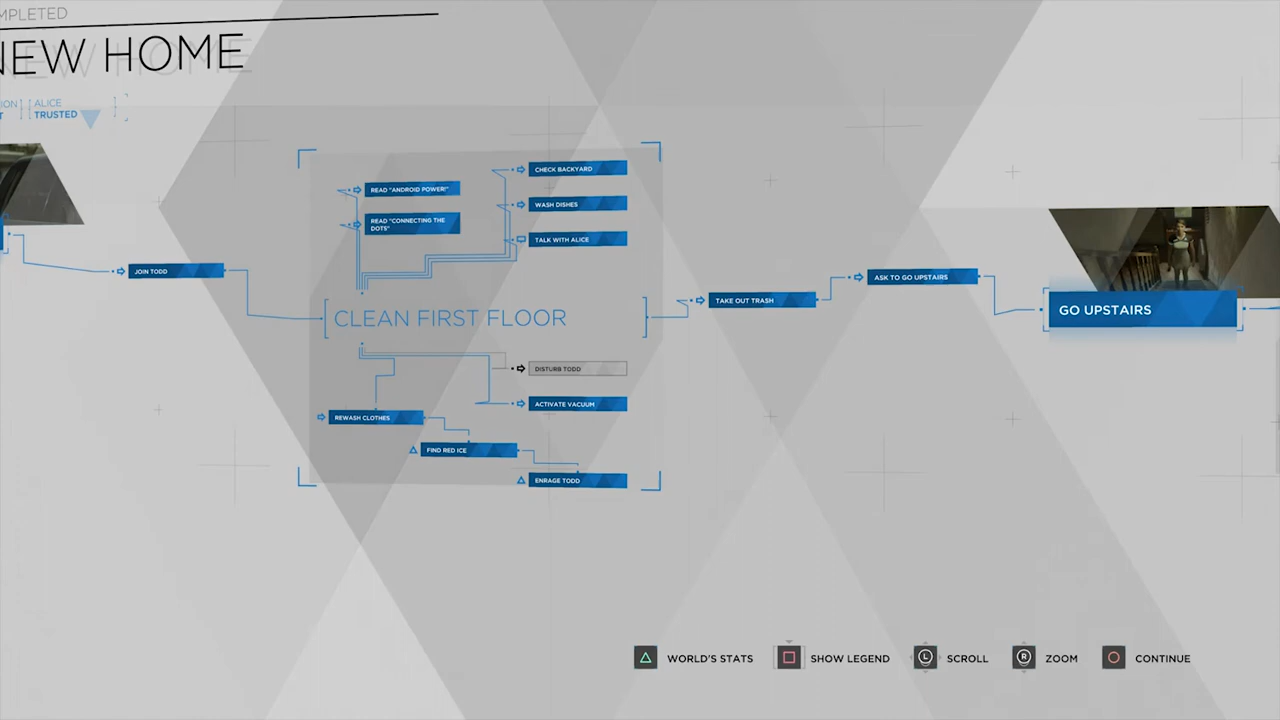 MPLETED
NEW HOME
ION
ALICE
TRUSTED
CHECK BACKYARD
READ "ANDROID POWER!"
WASH DISHES
READ "CONNECTING THE
DOTS"
TALK WITH ALICE
JOIN TODD
CLEAN FIRST FLOOR
TAKE OUT TRASH
ASK TO GO UPSTAIRS
GO UPSTAIRS
DISTURB TODD
ACTIVATE VACUUM
REWASH CLOTHES
FIND RED ICE
ENRAGE TODD
WORLD'S STATS
SHOW LEGEND
L
SCROLL
R
ZOOM
CONTINUE